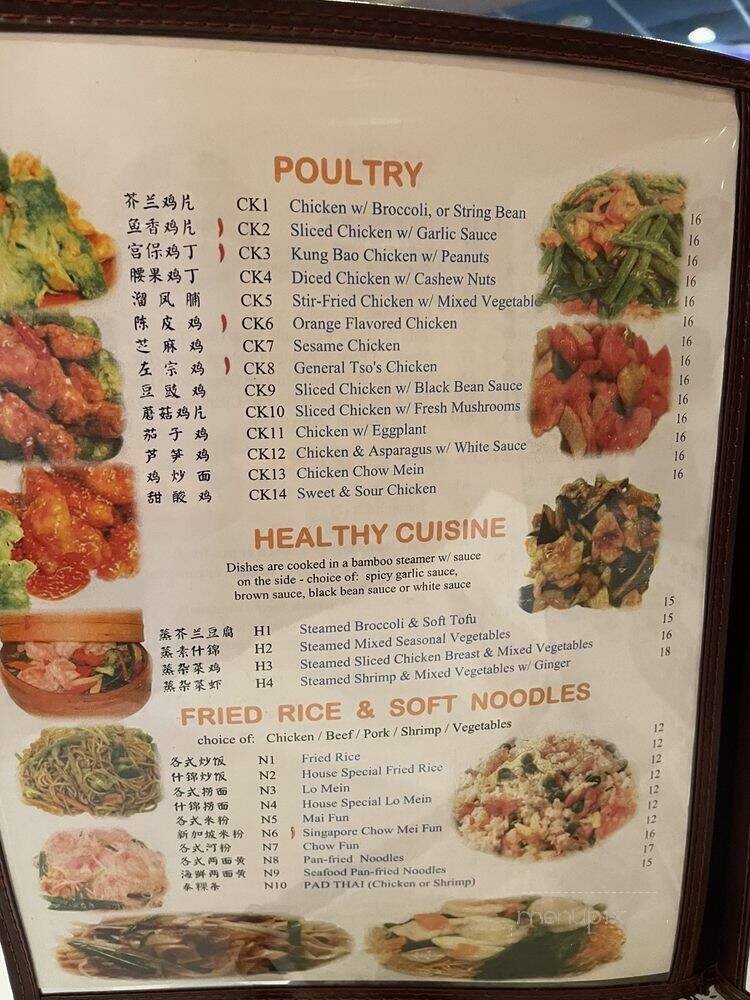 POULTRY
芥兰鸡片 CK1 Chicken w/ Broccoli, or String Bean 16
鱼香鸡片 CK2 Sliced Chicken w/ Garlic Sauce 16
宫保鸡丁 CK3 Kung Bao Chicken w/ Peanuts 16
腰果鸡丁 CK4 Diced Chicken w/ Cashew Nuts 16
溜凤脯 CK5 Stir-Fried Chicken w/ Mixed Vegetable 16
陈皮鸡 CK6 Orange Flavored Chicken 16
芝麻鸡 CK7 Sesame Chicken 16
左宗鸡 CK8 General Tso's Chicken 16
豆豉鸡 CK9 Sliced Chicken w/ Black Bean Sauce 16
蘑菇鸡片 CK10 Sliced Chicken w/ Fresh Mushrooms 16
茄子鸡 CK11 Chicken w/ Eggplant 16
芦笋鸡 CK12 Chicken & Asparagus w/ White Sauce 16
鸡炒面 CK13 Chicken Chow Mein 16
甜酸鸡 CK14 Sweet & Sour Chicken 16
HEALTHY CUISINE
Dishes are cooked in a bamboo steamer w/ sauce
on the side - choice of: spicy garlic sauce,
brown sauce, black bean sauce or white sauce
蒸芥兰豆腐 H1 Steamed Broccoli & Soft Tofu 15
蒸素什锦 H2 Steamed Mixed Seasonal Vegetables 15
蒸杂菜鸡 H3 Steamed Sliced Chicken Breast & Mixed Vegetables 16
蒸杂菜虾 H4 Steamed Shrimp & Mixed Vegetables w/ Ginger 18
FRIED RICE & SOFT NOODLES
choice of: Chicken / Beef / Pork / Shrimp / Vegetables
各式炒饭 N1 Fried Rice 12
什锦炒饭 N2 House Special Fried Rice 12
各式捞面 N3 Lo Mein 12
什锦捞面 N4 House Special Lo Mein 12
各式米粉 N5 Mai Fun 12
新加坡米粉 N6 Singapore Chow Mei Fun 12
各式河粉 N7 Chow Fun 12
各式两面黄 N8 Pan-fried Noodles 16
海鲜两面黄 N9 Seafood Pan-fried Noodles 17
泰粿条 N10 PAD THAI (Chicken or Shrimp) 15
menupix